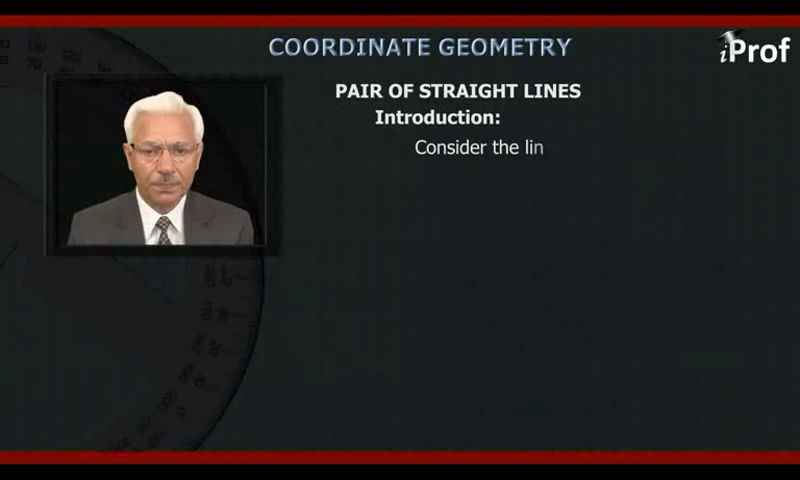 COORDINATE GEOMETRY
iProf
PAIR OF STRAIGHT LINES
Introduction:
Consider the lin